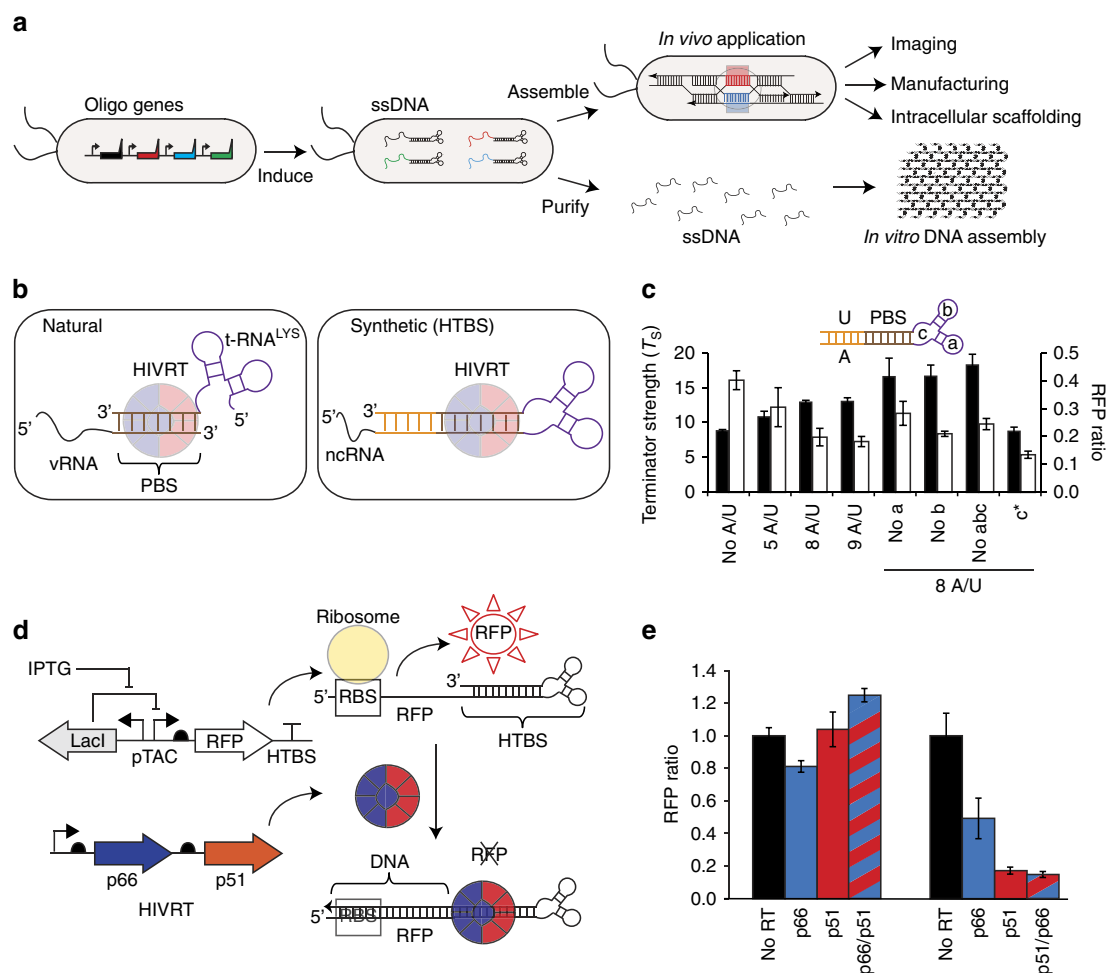 a
Oligo genes
Induce
ssDNA
Assemble
Purify
In vivo application
Imaging
Manufacturing
Intracellular scaffolding
ssDNA
In vitro DNA assembly
b
Natural
t-RNALYS
HIVRT
3’
5’
5’
3’
vRNA
PBS
Synthetic (HTBS)
HIVRT
3’
5’
ncRNA
c
U
PBS
b
c
a
A
Terminator strength (TS)
20
15
10
5
0
RFP ratio
0.5
0.4
0.3
0.2
0.1
0.0
No A/U
5 A/U
8 A/U
9 A/U
No a
No b
No abc
c*
8 A/U
d
IPTG
LacI
pTAC
RFP
HTBS
Ribosome
RFP
3’
5’
RBS
RFP
HTBS
p66
p51
HIVRT
DNA
RFP
5’
RBS
RFP
e
RFP ratio
1.4
1.2
1.0
0.8
0.6
0.4
0.2
0.0
No RT
p66
p51
p66/p51
No RT
p66
p51
p51/p66